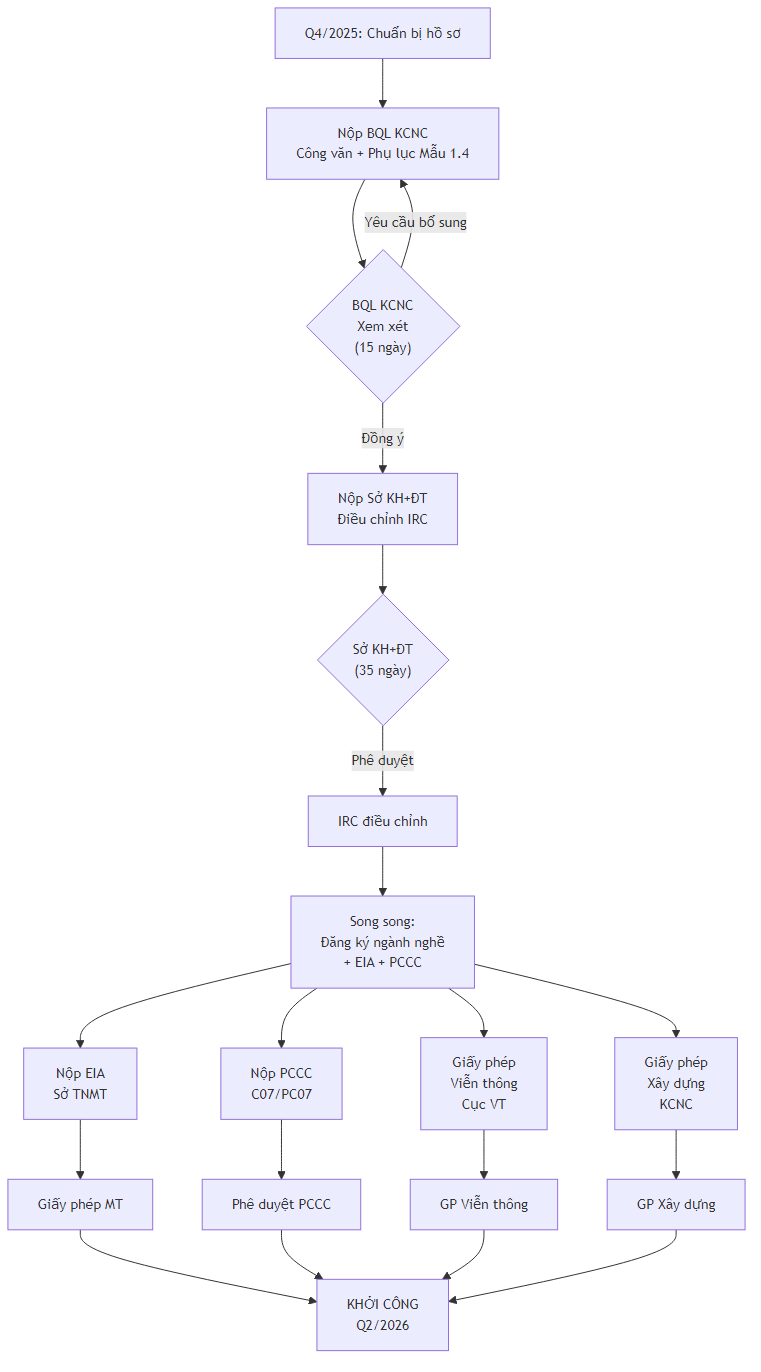 Q4/2025: Chuẩn bị hồ sơ
Nộp BQL KCNC
Công văn + Phụ lục Mẫu 1.4
Yêu cầu bổ sung
BQL KCNC
Xem xét
(15 ngày)
Đồng ý
Nộp Sở KH+ĐT
Điều chỉnh IRC
Sở KH+ĐT
(35 ngày)
Phê duyệt
IRC điều chỉnh
Song song:
Đăng ký ngành nghề
+ EIA + PCCC
Nộp EIA
Sở TNMT
Nộp PCCC
C07/PC07
Giấy phép
Viễn thông
Cục VT
Giấy phép
Xây dựng
KCNC
Giấy phép MT
Phê duyệt PCCC
GP Viễn thông
GP Xây dựng
KHỞI CÔNG
Q2/2026